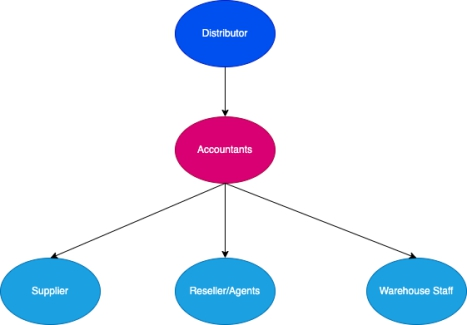 Distributor
Accountants
Supplier
Reseller/Agents
Warehouse Staff